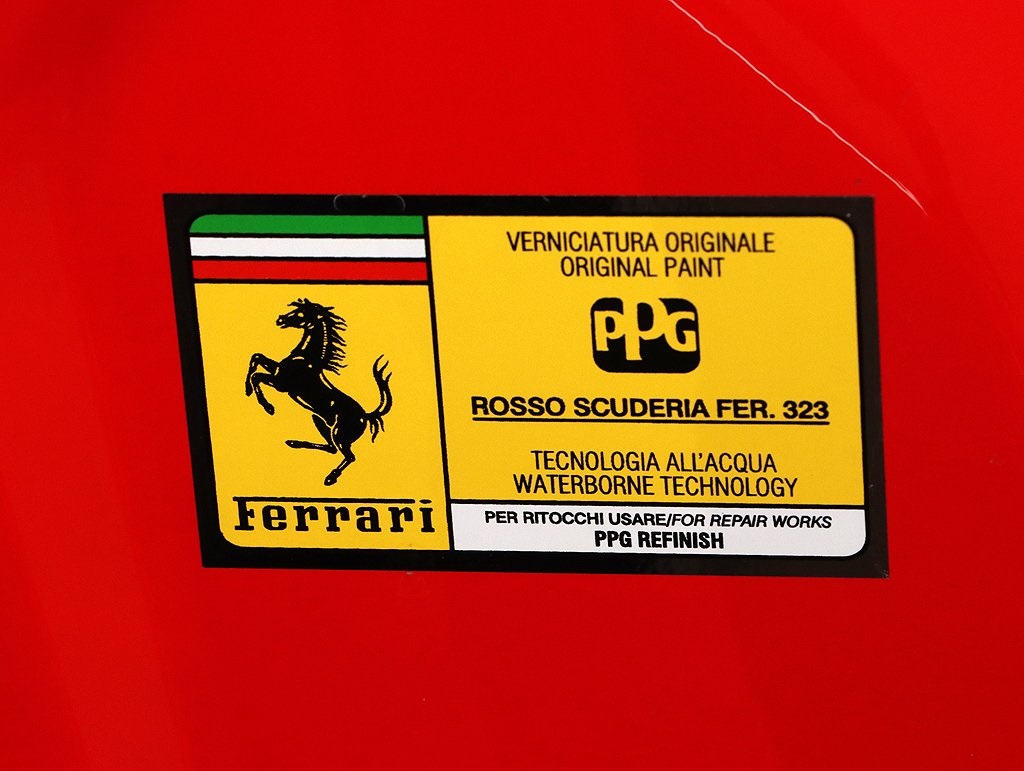 Ferrari
VERNICIATURA ORIGINALE
ORIGINAL PAINT
PPG
ROSSO SCUDERIA FER. 323
TECNOLOGIA ALL'ACQUA
WATERBORNE TECHNOLOGY
PER RITOCCHI USARE/FOR REPAIR WORKS
PPG REFINISH